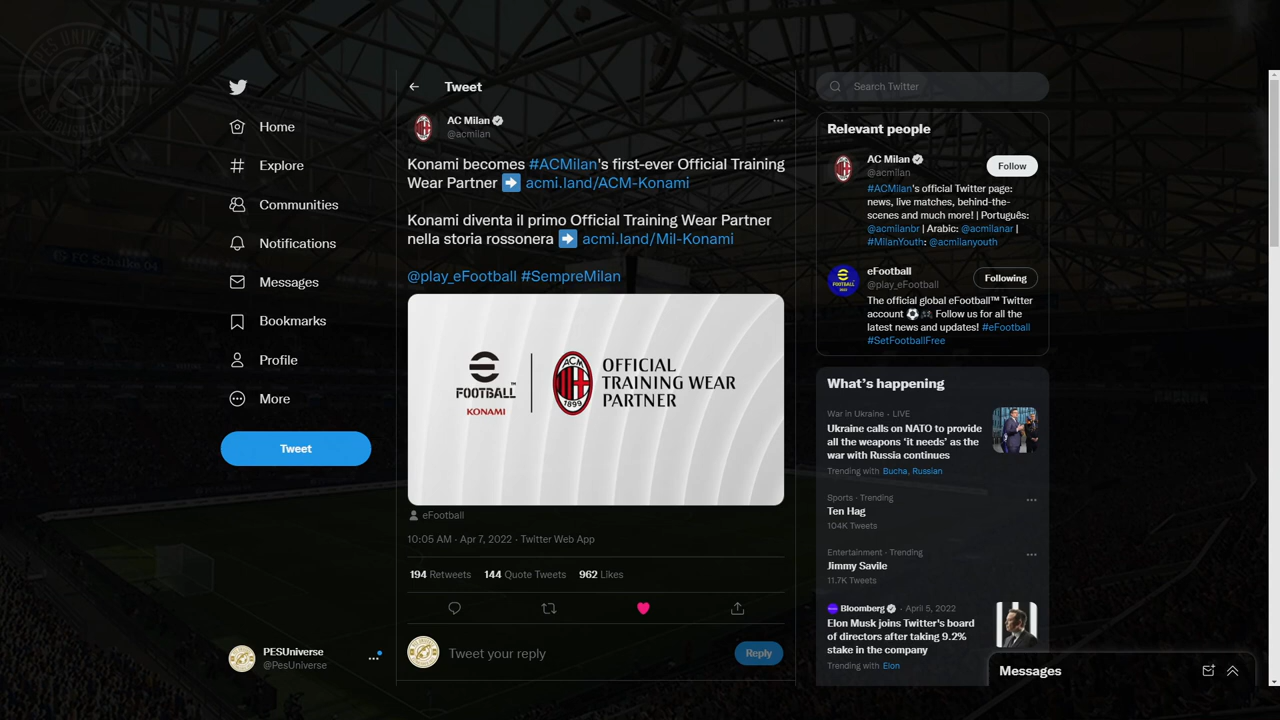 PES UNIVERSE
Home
Explore
Communities
Notifications
Messages
Bookmarks
Profile
More
Tweet
PESUniverse
@PesUniverse
Tweet
AC Milan
@acmilan
Konami becomes #ACMilan's first-ever Official Training
Wear Partner ➡️ acmi.land/ACM-Konami
Konami diventa il primo Official Training Wear Partner
nella storia rossonera ➡️ acmi.land/Mil-Konami
@play_eFootball #SempreMilan
FOOTBALL™
KONAMI
ACM
1899
OFFICIAL
TRAINING WEAR
PARTNER
eFootball
10:05 AM · Apr 7, 2022 · Twitter Web App
194 Retweets 144 Quote Tweets 962 Likes
Tweet your reply
Reply
Search Twitter
Relevant people
AC Milan
@acmilan
Follow
#ACMilan's official Twitter page:
news, live matches, behind-the-
scenes and much more! | Português:
@acmilanbr | Arabic: @acmilanar |
#MilanYouth: @acmilanyouth
eFootball
@play_eFootball
Following
The official global eFootball™ Twitter
account ⚽🎮 Follow us for all the
latest news and updates! #eFootball
#SetFootballFree
What's happening
War in Ukraine · LIVE
Ukraine calls on NATO to provide
all the weapons ‘it needs’ as the
war with Russia continues
Trending with Bucha, Russian
Sports · Trending
Ten Hag
104K Tweets
Entertainment · Trending
Jimmy Savile
11.7K Tweets
Bloomberg · April 5, 2022
Elon Musk joins Twitter's board
of directors after taking 9.2%
stake in the company
Trending with Elon
Messages